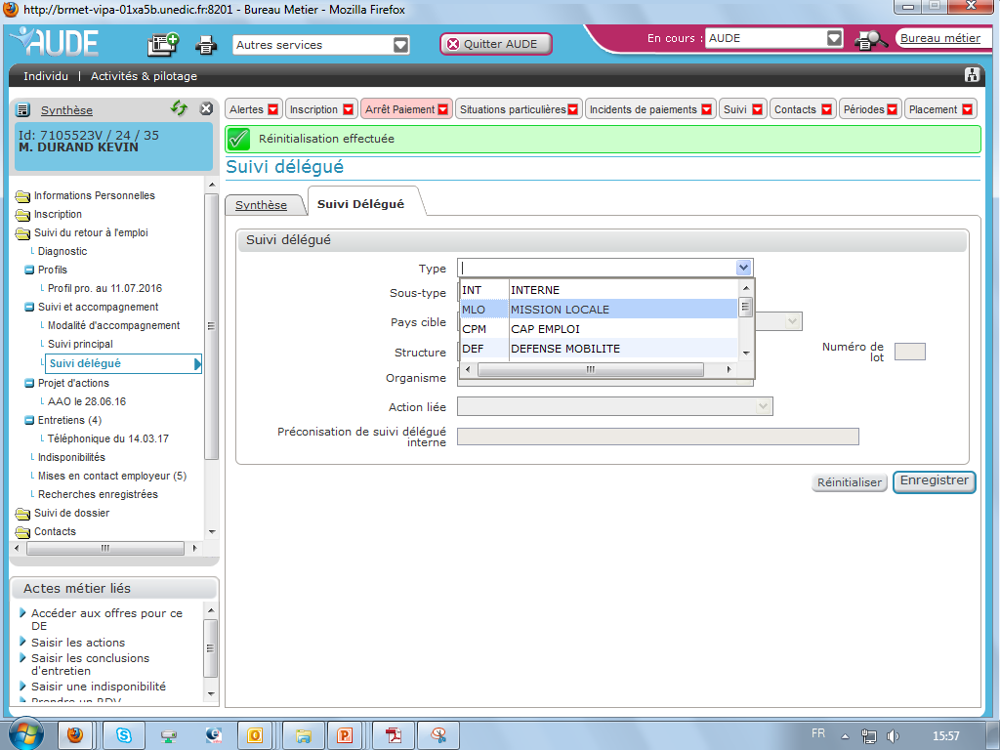 http://brmet-vipa-01xa5b.unedic.fr:8201 - Bureau Metier - Mozilla Firefox
AUDE
Autres services
Quitter AUDE
En cours :
AUDE
Bureau métier
Individu | Activités & pilotage
Synthèse
Id: 7105523V / 24 / 35
M. DURAND KEVIN
Informations Personnelles
Inscription
Suivi du retour à l'emploi
Diagnostic
Profils
Profil pro. au 11.07.2016
Suivi et accompagnement
Modalité d'accompagnement
Suivi principal
Suivi délégué
Projet d'actions
AAO le 28.06.16
Entretiens (4)
Téléphonique du 14.03.17
Indisponibilités
Mises en contact employeur (5)
Recherches enregistrées
Suivi de dossier
Contacts
Actes métier liés
Accéder aux offres pour ce
DE
Saisir les actions
Saisir les conclusions
d'entretien
Saisir une indisponibilité
Prendre un RDV
Alertes
Inscription
Arrêt Paiement
Situations particulières
Incidents de paiements
Suivi
Contacts
Périodes
Placement
Réinitialisation effectuée
Suivi délégué
Synthèse
Suivi Délégué
Suivi délégué
Type
INT INTERNE
MLO MISSION LOCALE
CPM CAP EMPLOI
DEF DEFENSE MOBILITE
Sous-type
Pays cible
Structure
Numéro de
lot
Organisme
Action liée
Préconisation de suivi délégué
interne
Réinitialiser
Enregistrer
FR
15:57